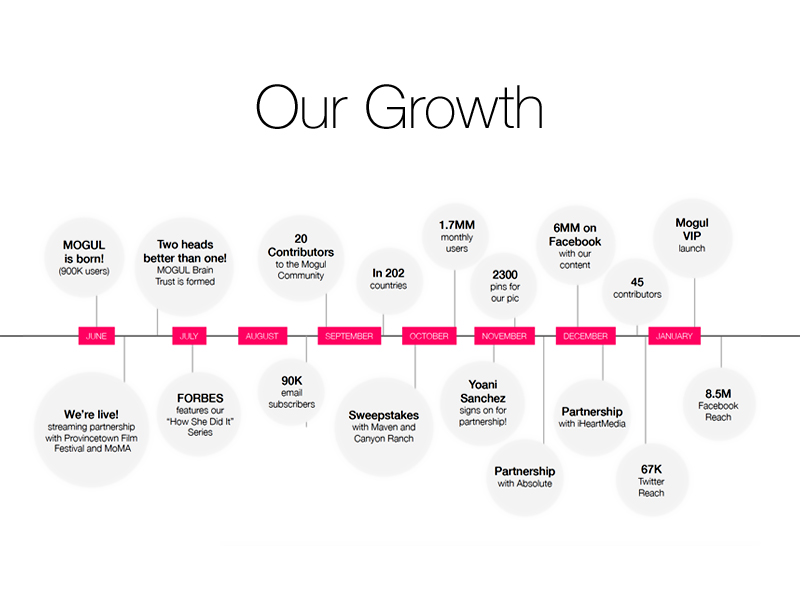 Our Growth
MOGUL
is born!
(900K users)
Two heads
better than one!
MOGUL Brain
Trust is formed
20
Contributors
to the Mogul
Community
In 202
countries
1.7MM
monthly
users
2300
pins for
our pic
6MM on
Facebook
with our
content
45
contributors
Mogul
VIP
launch
JUNE
JULY
AUGUST
SEPTEMBER
OCTOBER
NOVEMBER
DECEMBER
JANUARY
We're live!
streaming partnership
with Provincetown Film
Festival and MoMA
FORBES
features our
"How She Did It"
Series
90K
email
subscribers
Sweepstakes
with Maven and
Canyon Ranch
Yoani
Sanchez
signs on for
partnership!
Partnership
with Absolute
Partnership
with iHeartMedia
67K
Twitter
Reach
8.5M
Facebook
Reach